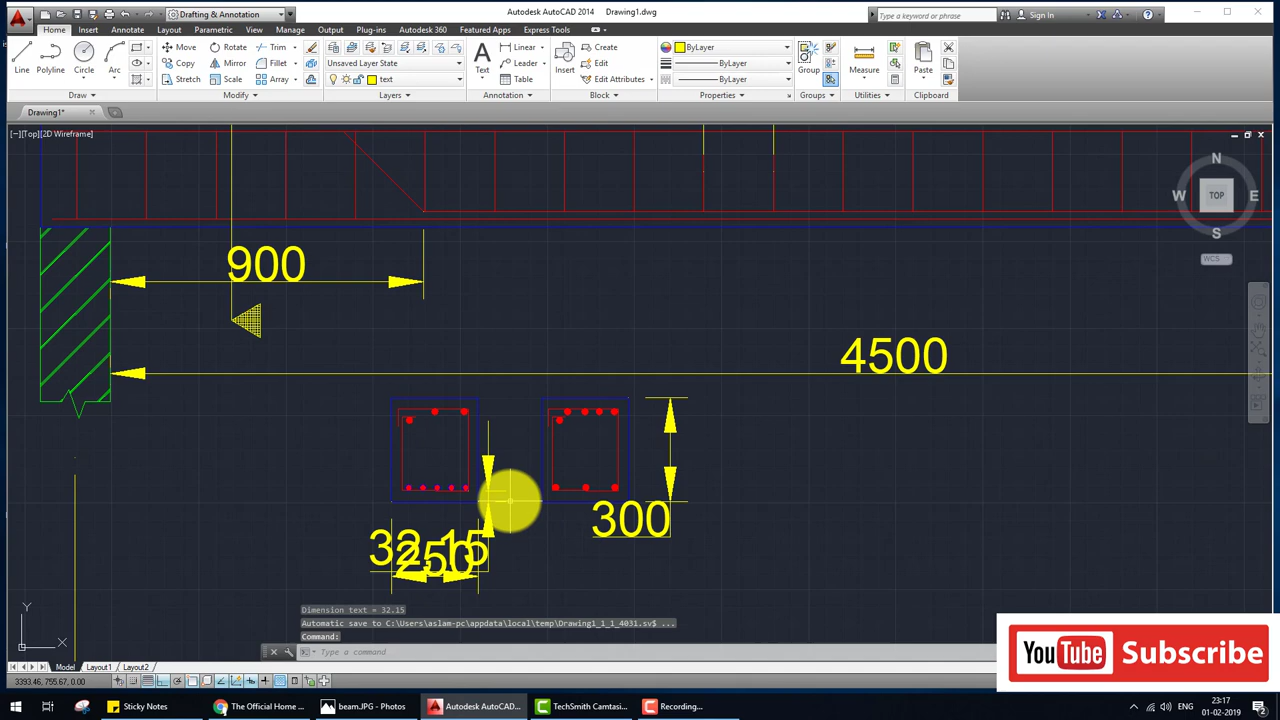 Drafting & Annotation
Autodesk AutoCAD 2014 Drawing1.dwg
Type a keyword or phrase
Sign In
Home Insert Annotate Layout Parametric View Manage Output Plug-ins Autodesk 360 Featured Apps Express Tools
Line Polyline Circle Arc
Move Rotate Trim
Copy Mirror Fillet
Stretch Scale Array
Unsaved Layer State
text
Text
Linear
Leader
Table
Insert
Create
Edit
Edit Attributes
ByLayer
ByLayer
ByLayer
Group
Measure
Paste
Draw Modify Layers Annotation Block Properties Groups Utilities Clipboard
Drawing1*
[−][Top][2D Wireframe]
N
W TOP E
S
WCS
900
4500
300
32.15
250
Y
X
Dimension text = 32.15
Automatic save to C:\Users\aslam-pc\appdata\local\temp\Drawing1_1_1_4031.sv$ ...
Command:
Type a command
YouTube Subscribe
Model Layout1 Layout2
3393.46, 755.67, 0.00
Sticky Notes
The Official Home ...
beam.JPG - Photos
Autodesk AutoCAD ...
TechSmith Camtasi...
Recording...
ENG
23:17
01-02-2019
2